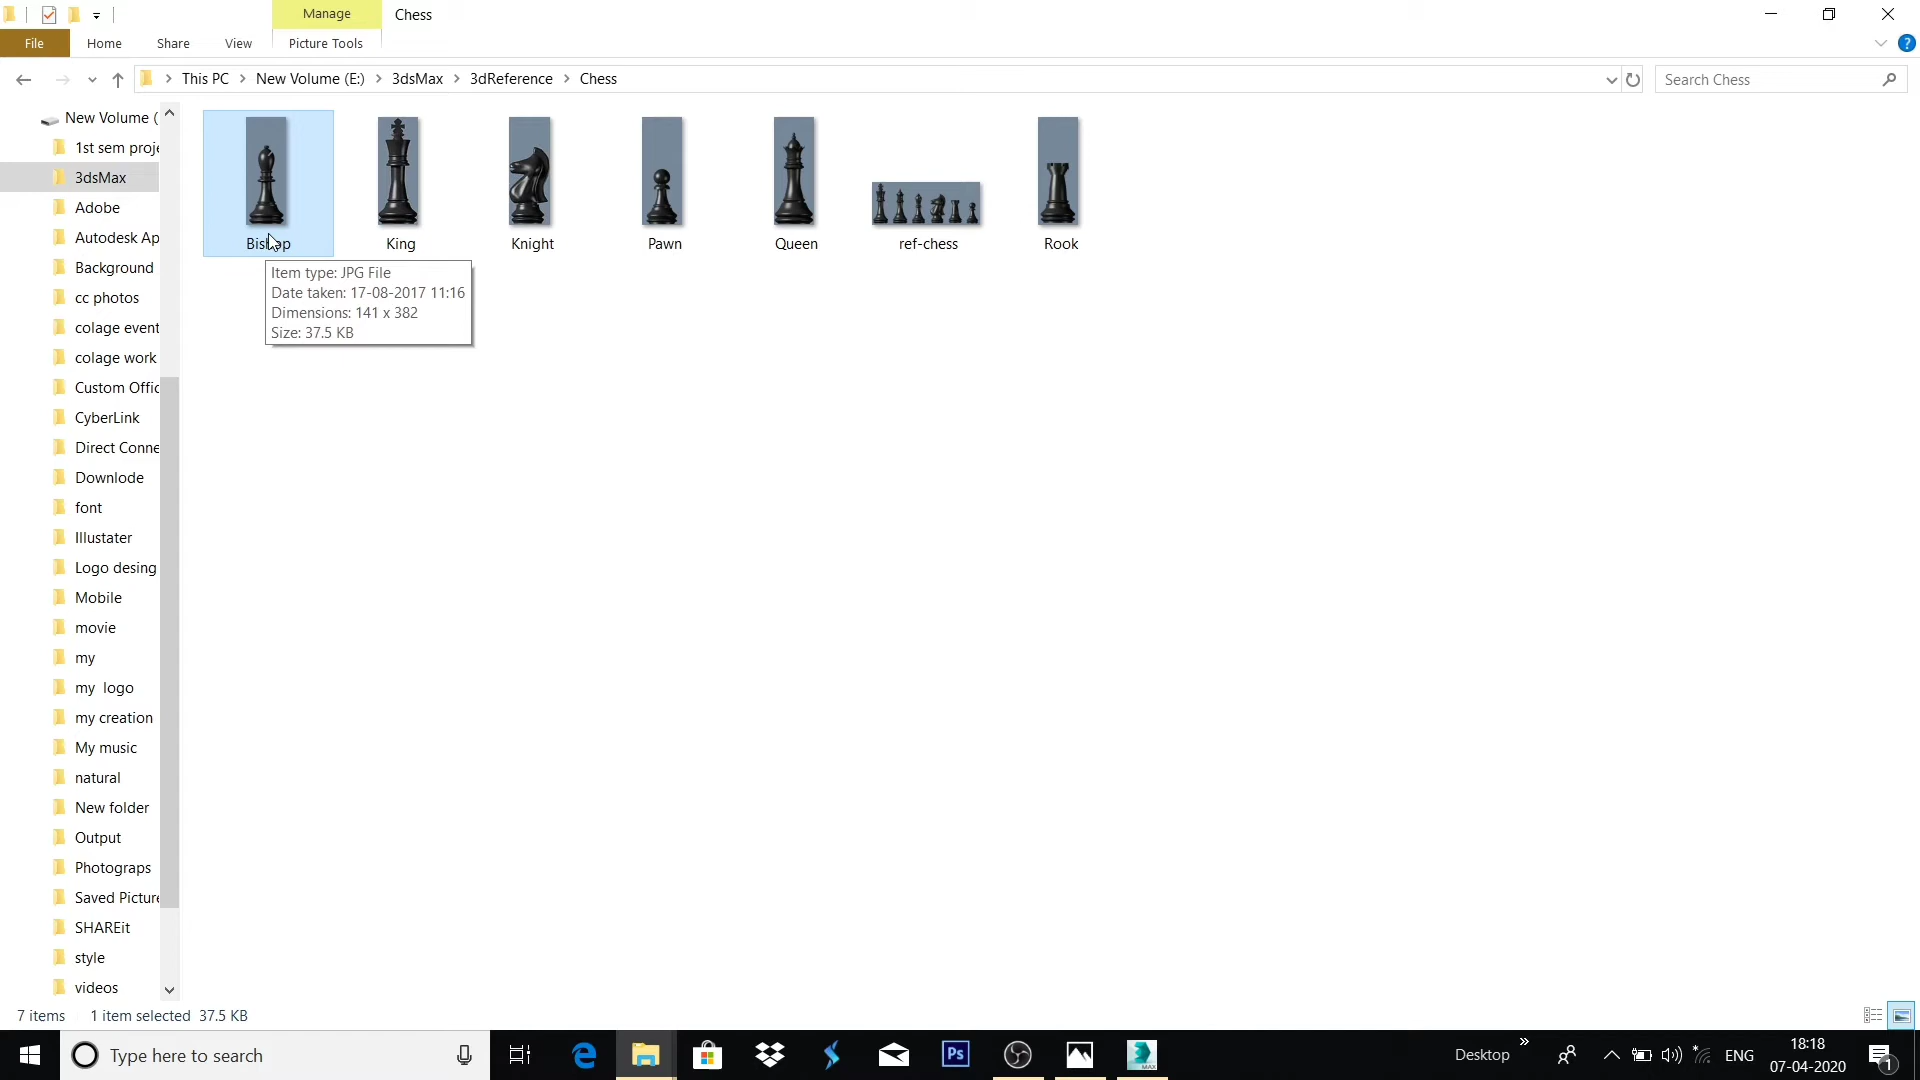 Manage
Chess
File
Home
Share
View
Picture Tools
This PC
New Volume (E:)
3dsMax
3dReference
Chess
Search Chess
New Volume (
1st sem proje
3dsMax
Adobe
Autodesk Ap
Background
cc photos
colage event
colage work
Custom Offic
CyberLink
Direct Conne
Downlode
font
Illustater
Logo desing
Mobile
movie
my
my  logo
my creation
My music
natural
New folder
Output
Photograps
Saved Picture
SHAREit
style
videos
Bishop
King
Knight
Pawn
Queen
ref-chess
Rook
Item type: JPG File
Date taken: 17-08-2017 11:16
Dimensions: 141 x 382
Size: 37.5 KB
7 items
1 item selected 37.5 KB
Type here to search
Ps
MAX
Desktop
ENG
18:18
07-04-2020
1